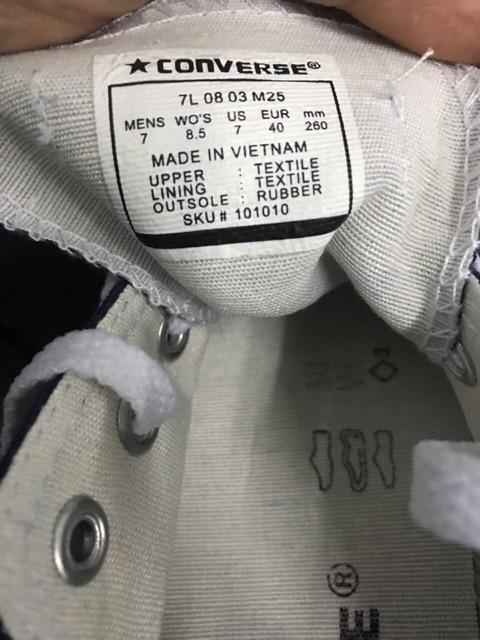 ★CONVERSE®
7L 08 03 M25
MENS WO'S US EUR mm
7 8.5 7 40 260
MADE IN VIETNAM
UPPER : TEXTILE
LINING : TEXTILE
OUTSOLE : RUBBER
SKU # 101010
E®